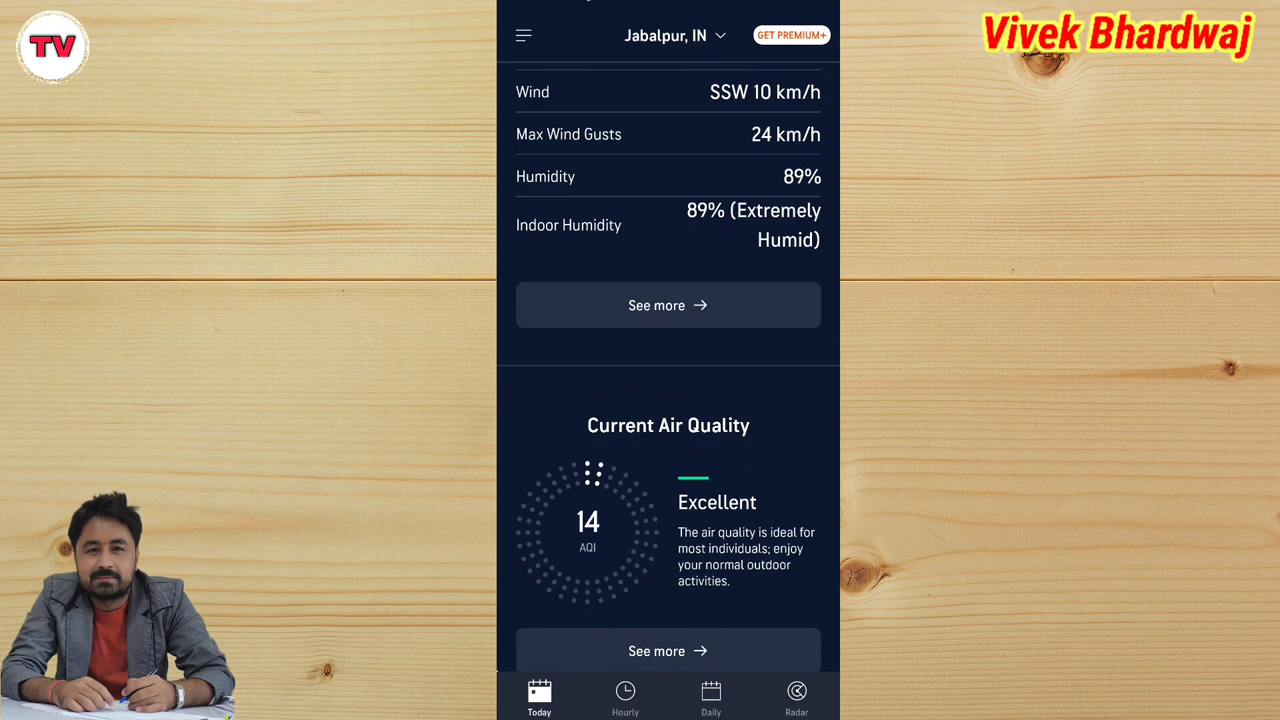 TV
Vivek Bhardwaj
Jabalpur, IN
GET PREMIUM+
Wind
SSW 10 km/h
Max Wind Gusts
24 km/h
Humidity
89%
Indoor Humidity
89% (Extremely
Humid)
See more →
Current Air Quality
14
AQI
Excellent
The air quality is ideal for
most individuals; enjoy
your normal outdoor
activities.
See more →
Today
Hourly
Daily
Radar